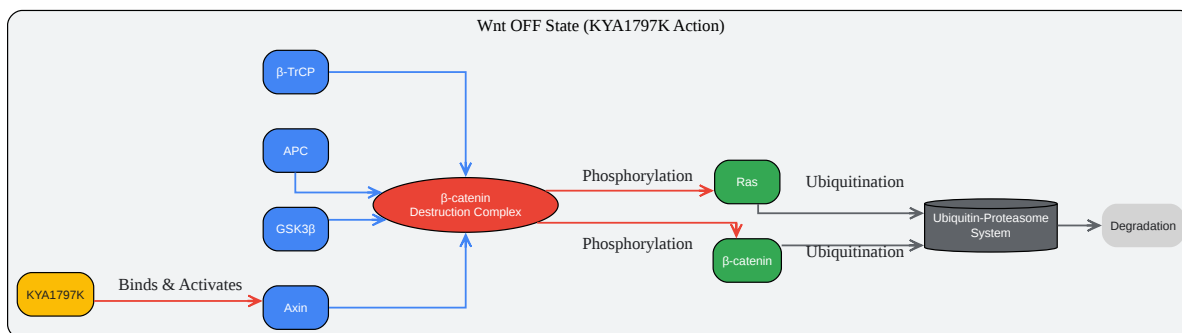 Wnt OFF State (KYA1797K Action)
β-TrCP
APC
GSK3β
KYA1797K
Binds & Activates
Axin
β-catenin
Destruction Complex
Phosphorylation
Phosphorylation
Ras
β-catenin
Ubiquitination
Ubiquitination
Ubiquitin-Proteasome
System
Degradation